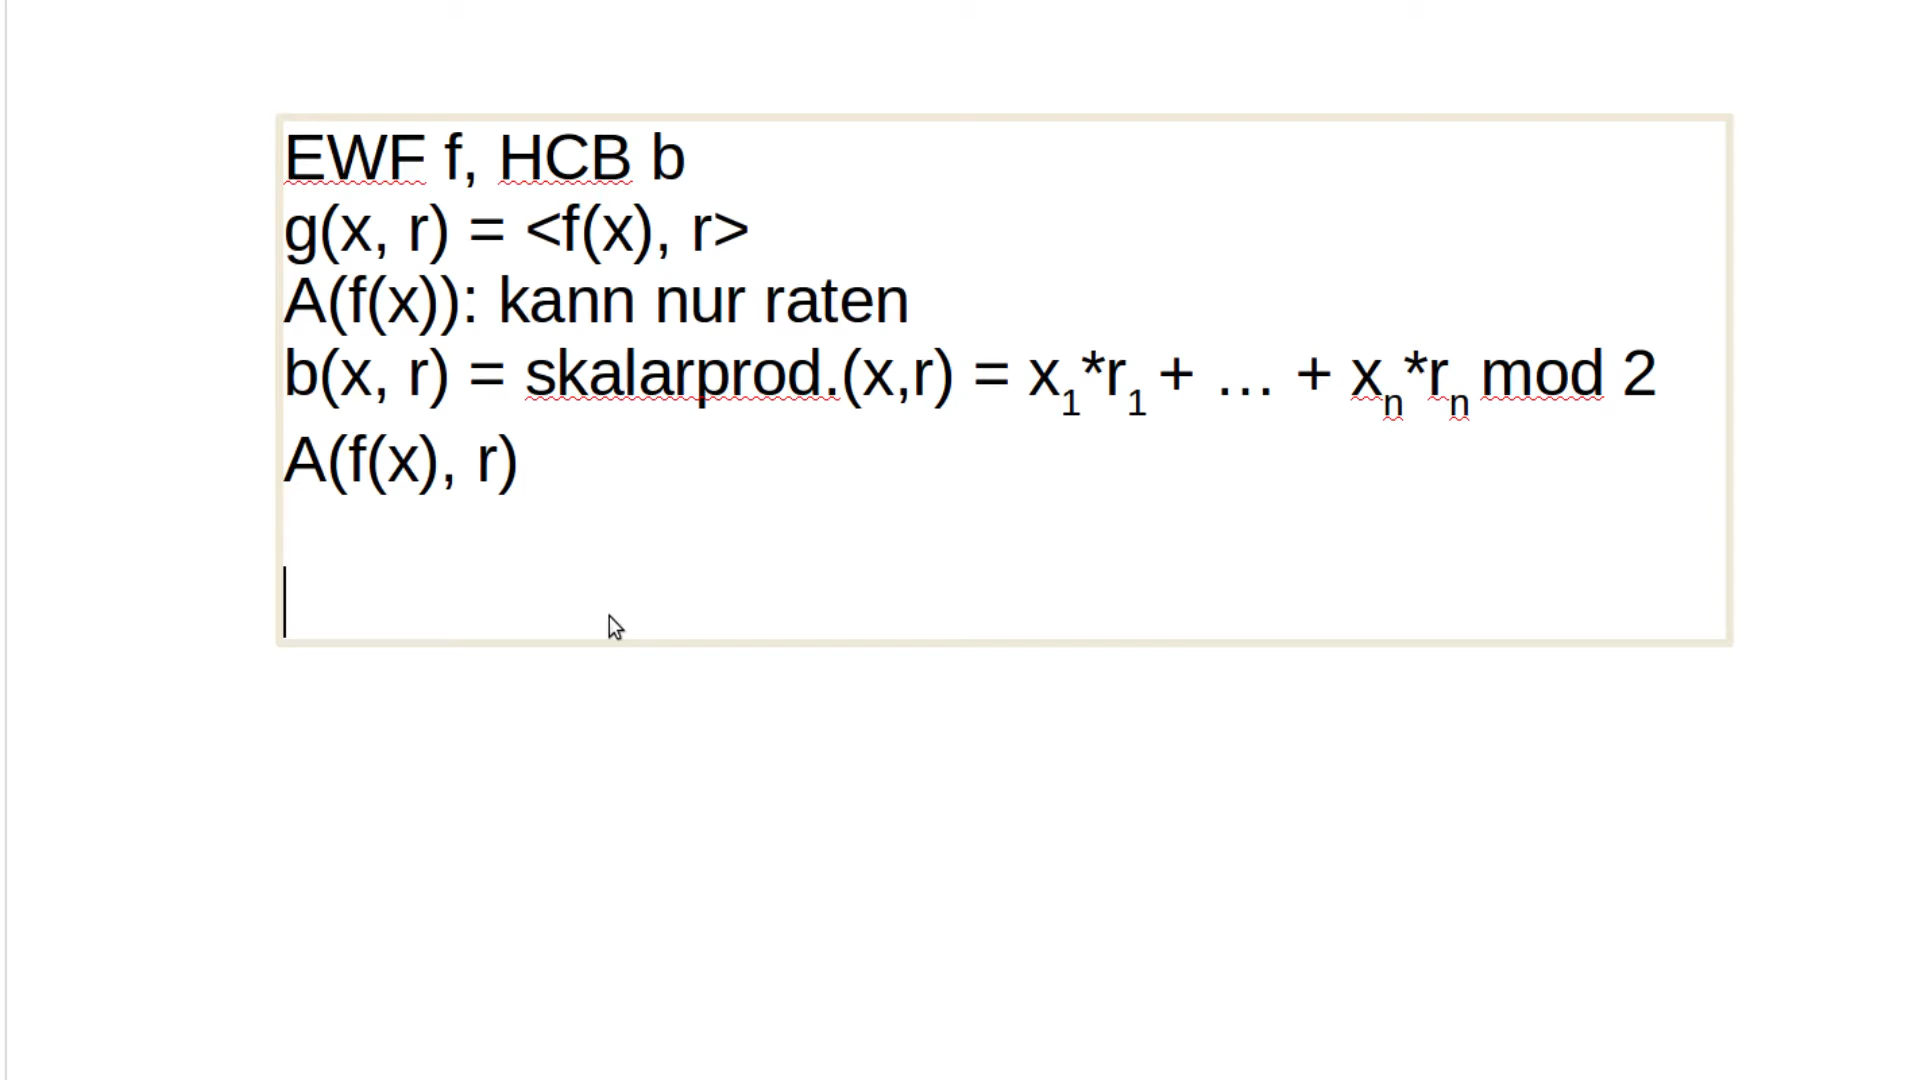 EWF f, HCB b
g(x, r) = <f(x), r>
A(f(x)): kann nur raten
b(x, r) = skalarprod.(x,r) = x₁*r₁ + … + xₙ*rₙ mod 2
A(f(x), r)